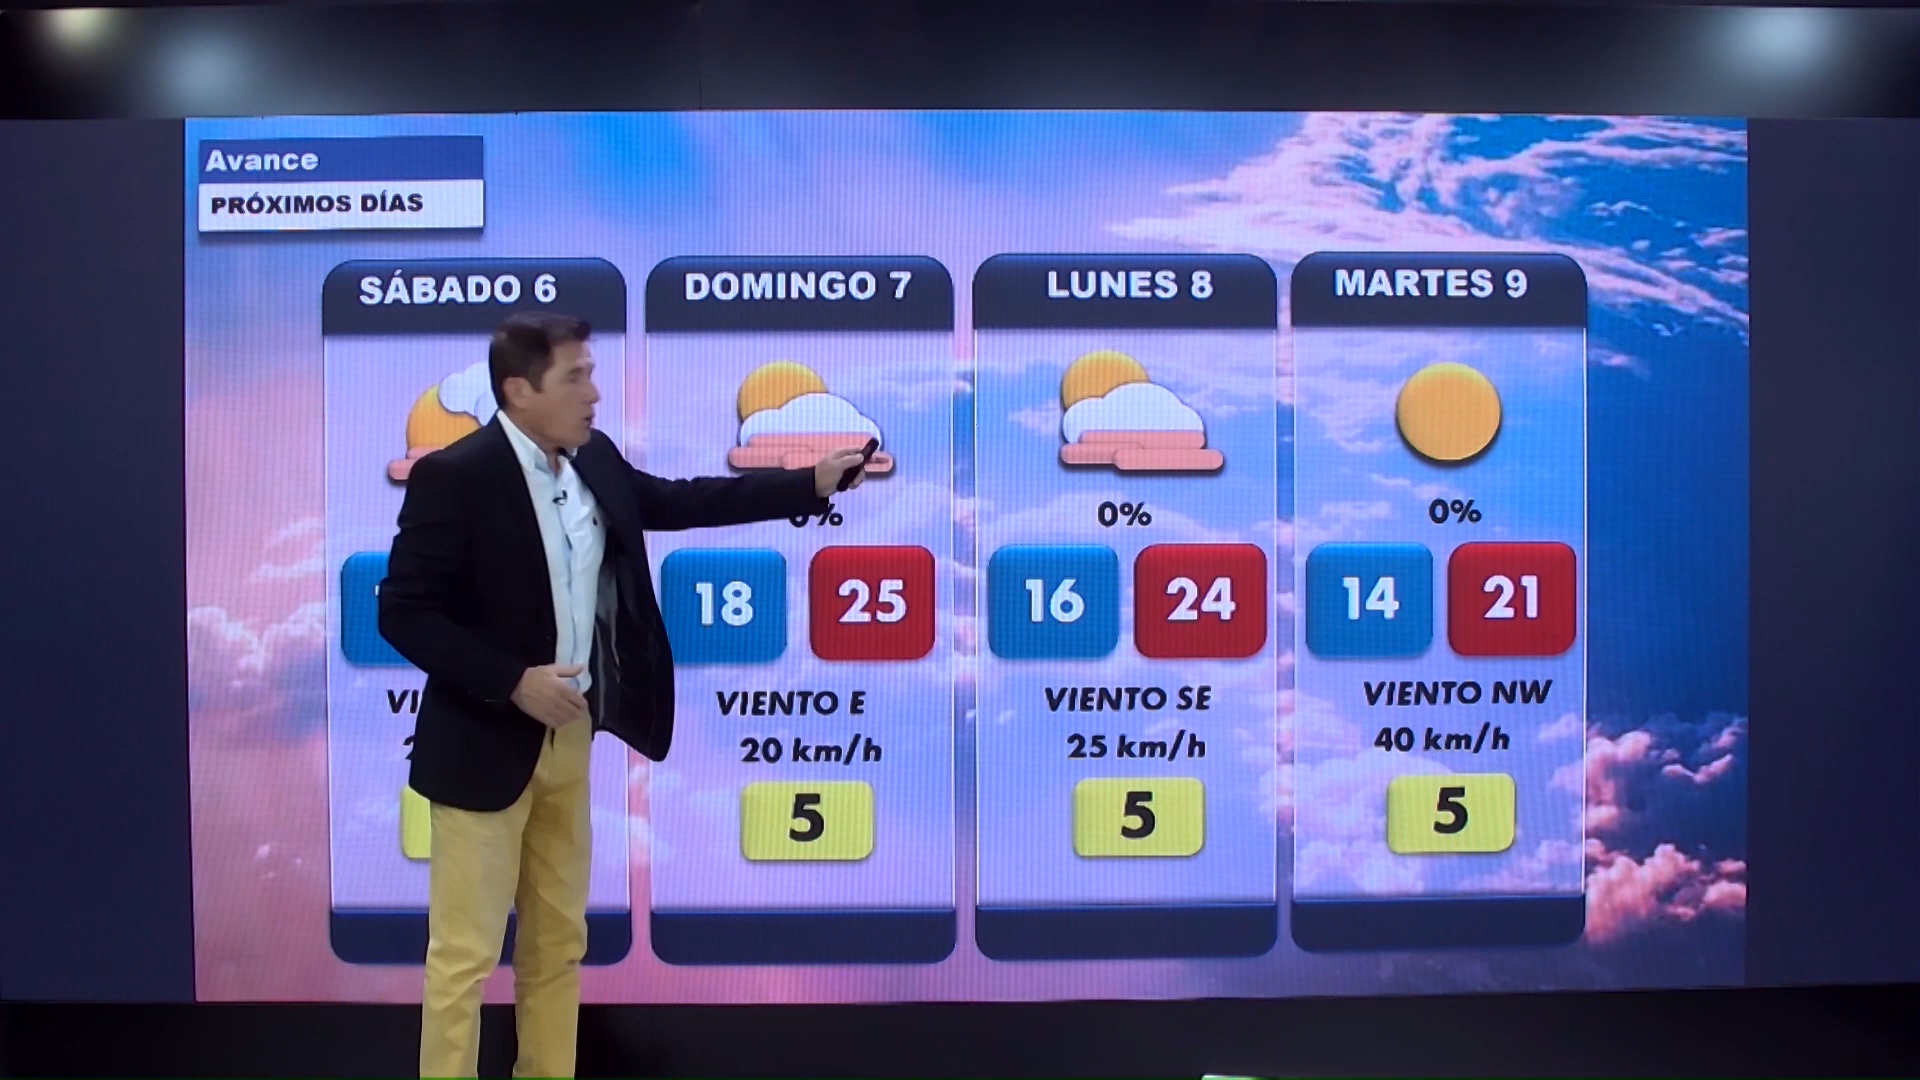 Avance
PRÓXIMOS DÍAS
SÁBADO 6
DOMINGO 7
LUNES 8
MARTES 9
0%
0%
18
25
16
24
14
21
VIENTO E
VIENTO SE
VIENTO NW
20 km/h
25 km/h
40 km/h
5
5
5